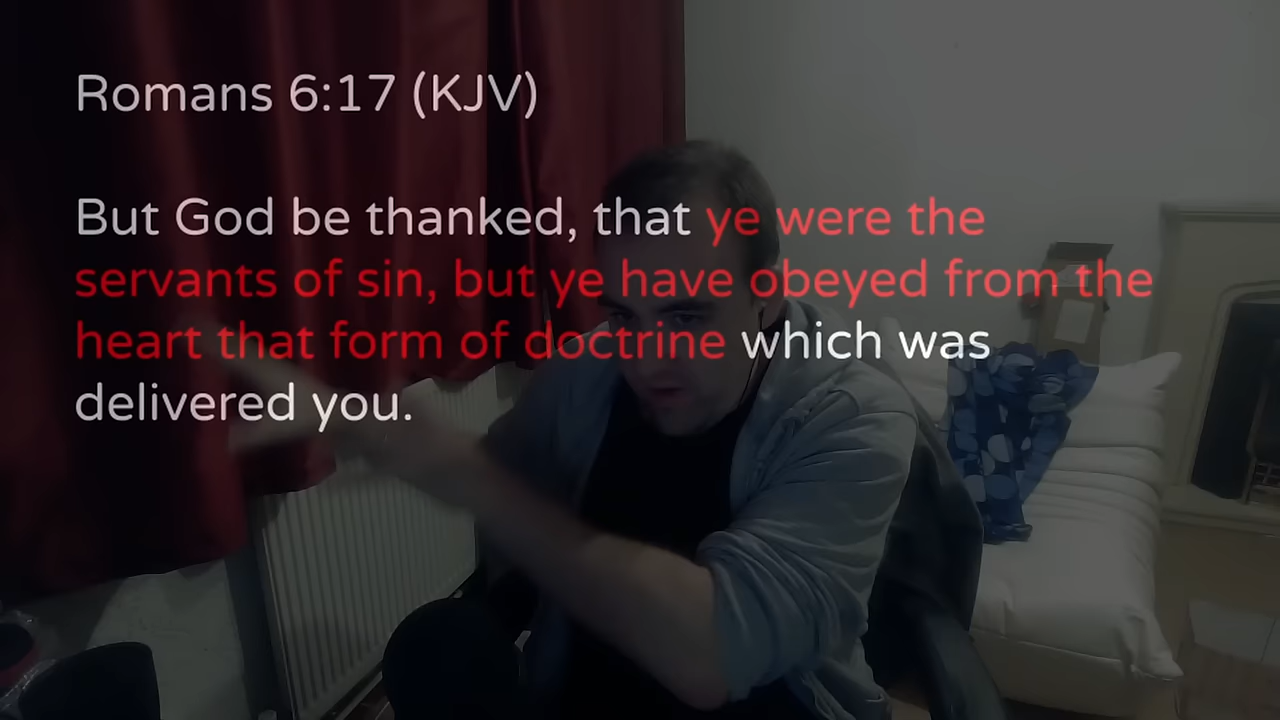 Romans 6:17 (KJV)
But God be thanked, that ye were the
servants of sin, but ye have obeyed from the
heart that form of doctrine which was
delivered you.